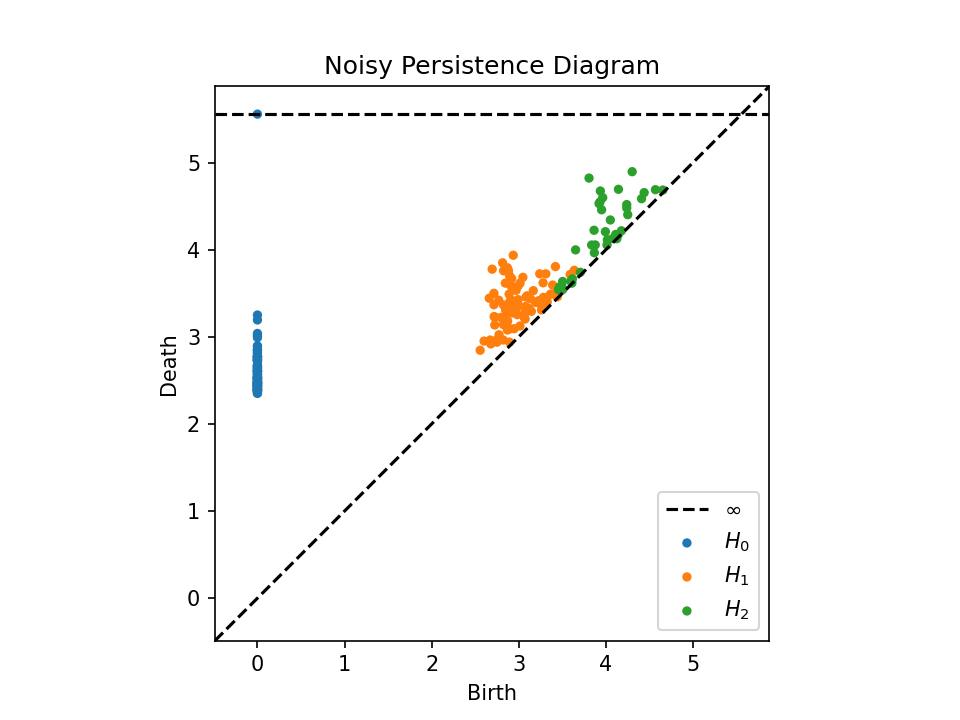 Noisy Persistence Diagram
Death
5
4
3
2
1
0
0 1 2 3 4 5
Birth
∞
H₀
H₁
H₂